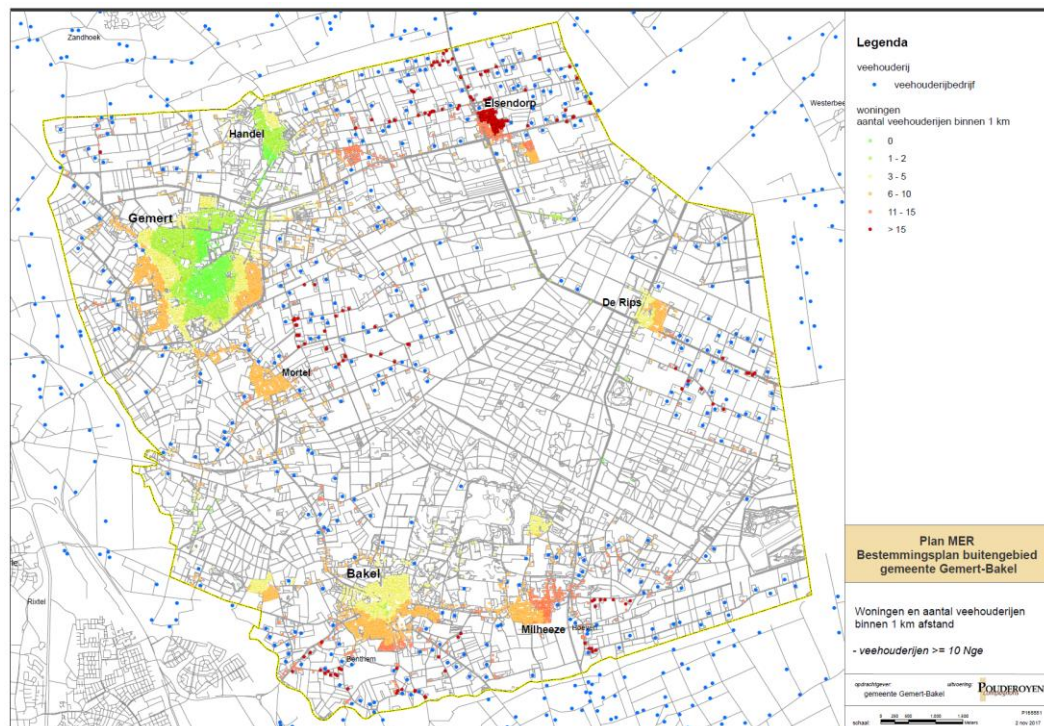 Zandhoek
Elsendorp
Handel
Gemert
De Rips
Mortel
Bakel
Milheeze
Benthem
Rixtel
Legenda
veehouderij
veehouderijbedrijf
woningen
aantal veehouderijen binnen 1 km
0
1 - 2
3 - 5
6 - 10
11 - 15
> 15
Plan MER
Bestemmingsplan buitengebied
gemeente Gemert-Bakel
Woningen en aantal veehouderijen
binnen 1 km afstand
- veehouderijen >= 10 Nge
opdrachtgever:
uitvoering:
gemeente Gemert-Bakel
POUDEROYEN
schaal:
meters
2 nov 2017